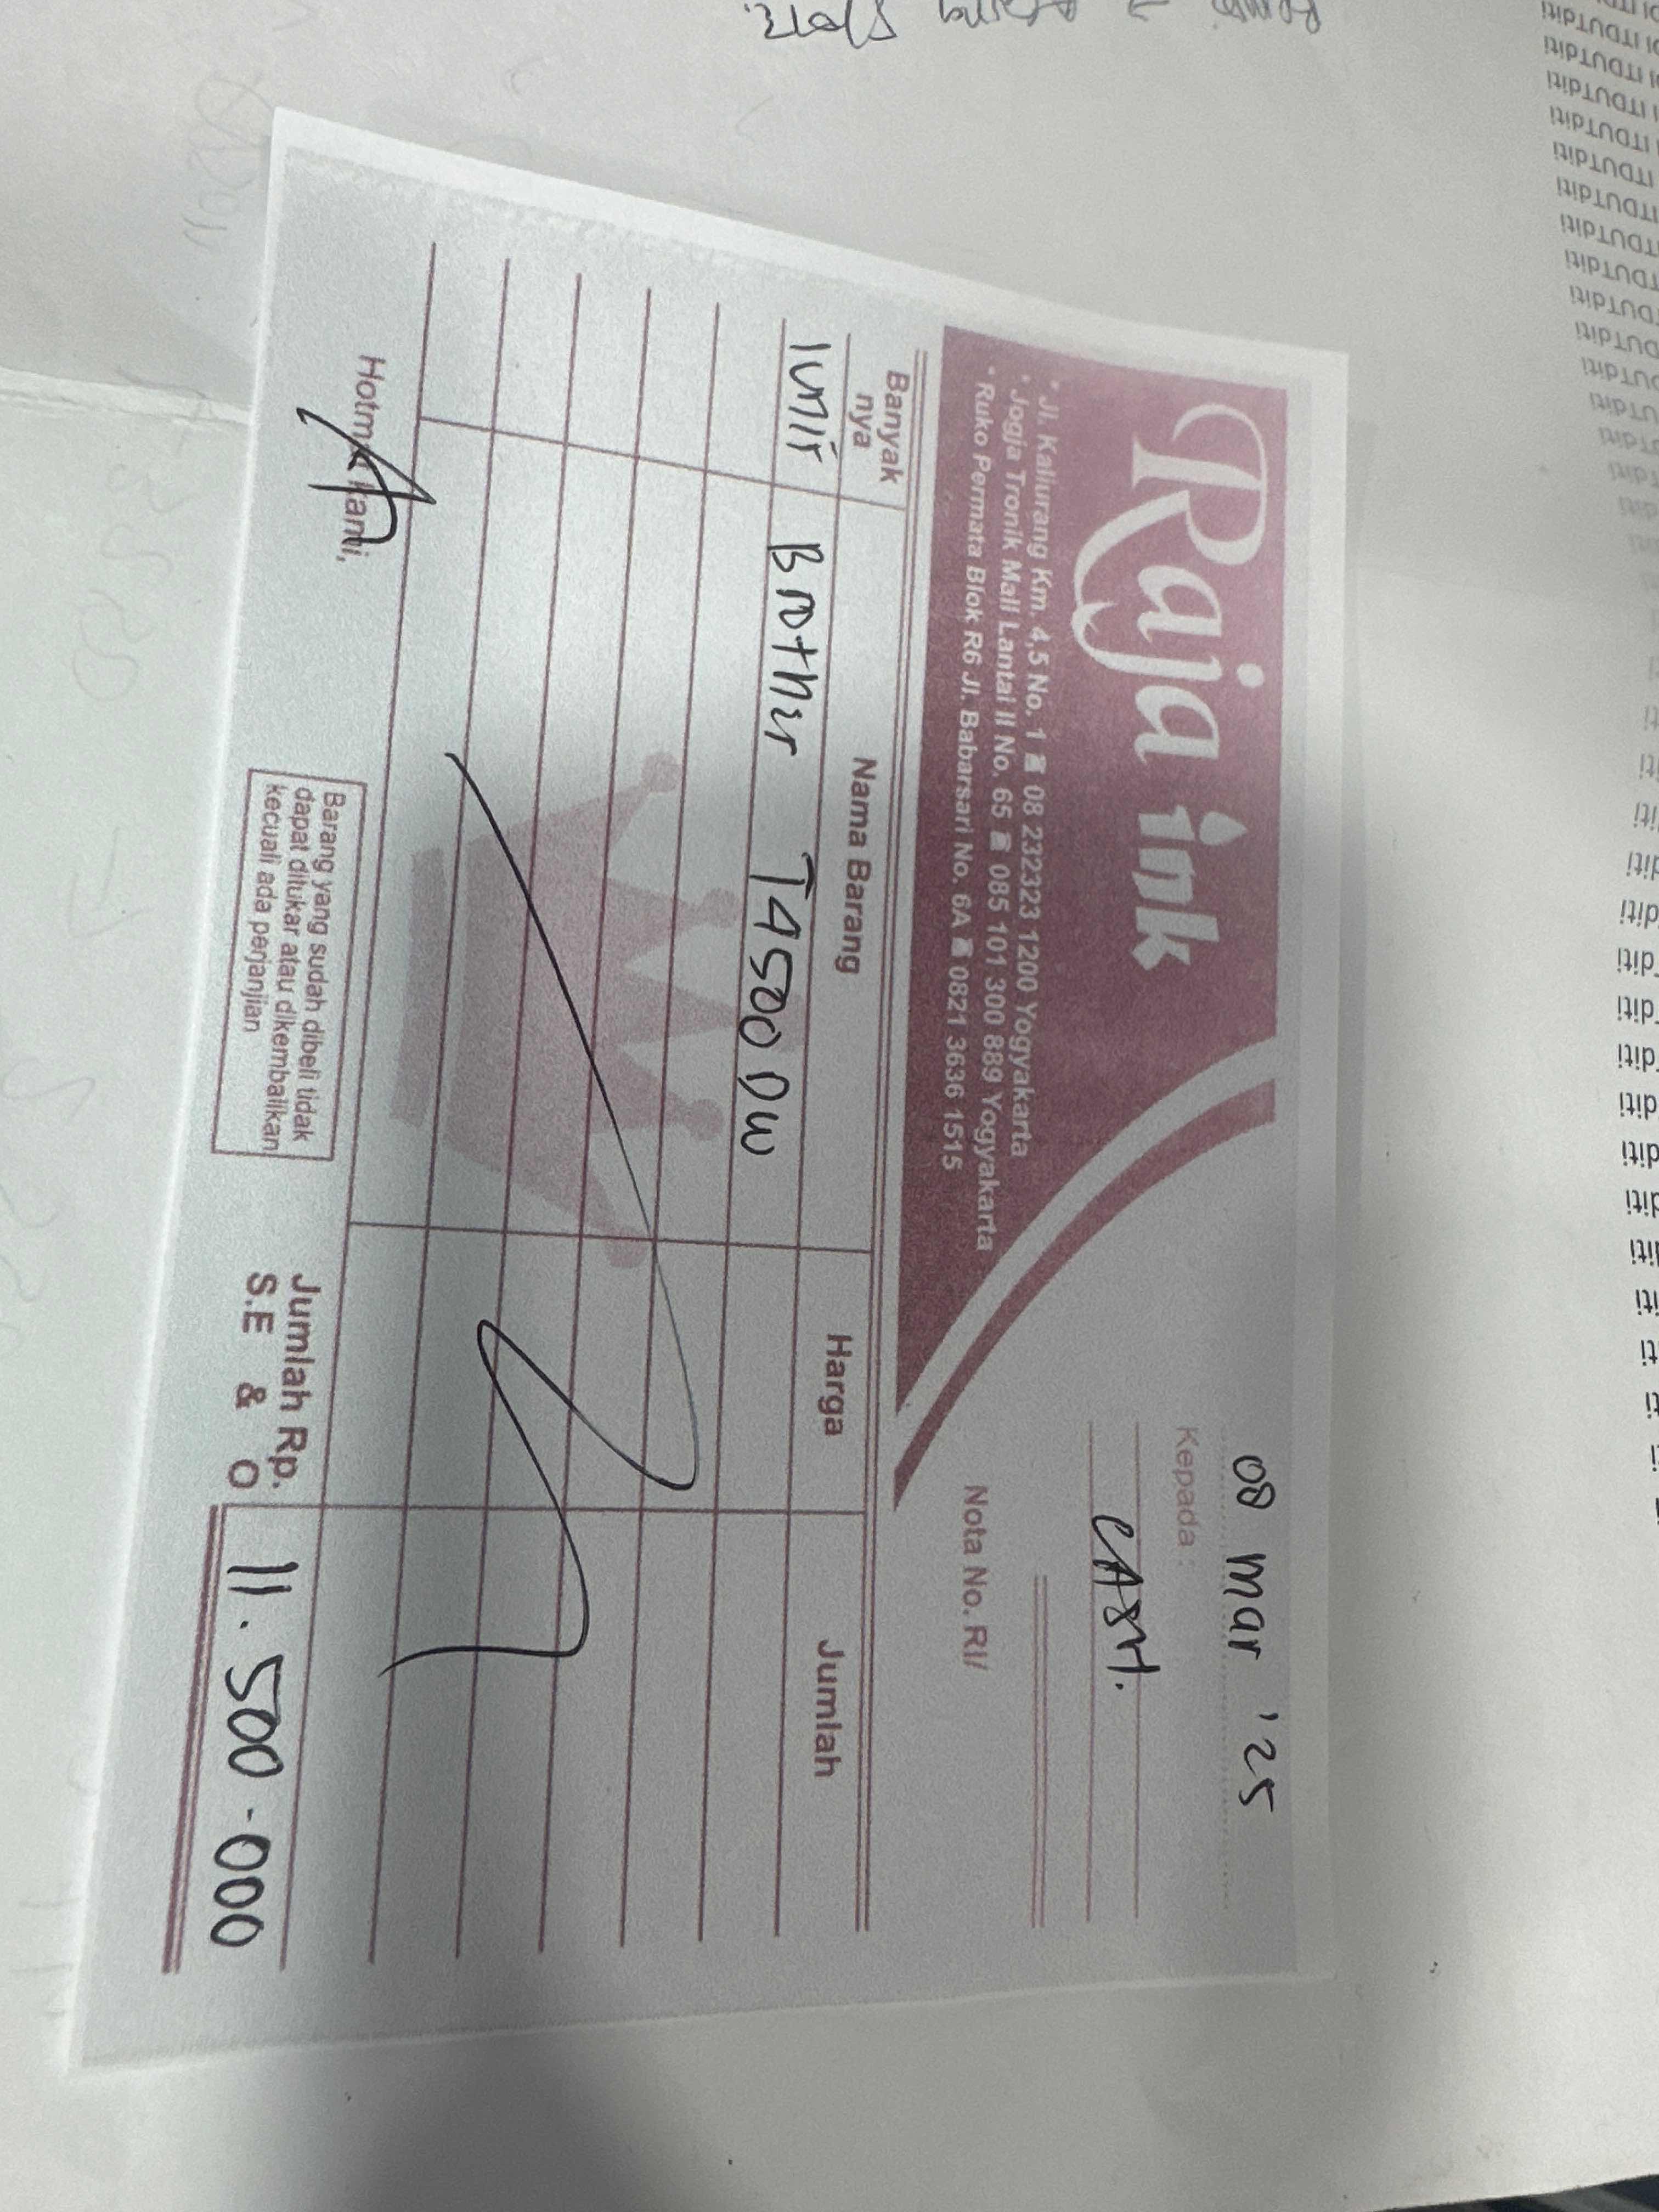 Raja ink
• Jl. Kaliurang Km. 4,5 No. 1 ☎ 08 232323 1200 Yogyakarta
• Jogja Tronik Mall Lantai II No. 65 ☎ 085 101 300 889 Yogyakarta
• Ruko Permata Blok R6 Jl. Babarsari No. 6A ☎ 0821 3636 1515
08 Mar '25
Kepada :
CASH.
Nota No. RI/
Banyak nya Nama Barang Harga Jumlah
1 Unit Brother T4500 DW
Hotmat kami,
Barang yang sudah dibeli tidak
dapat ditukar atau dikembalikan
kecuali ada perjanjian
Jumlah Rp. 11.500.000
S.E & O